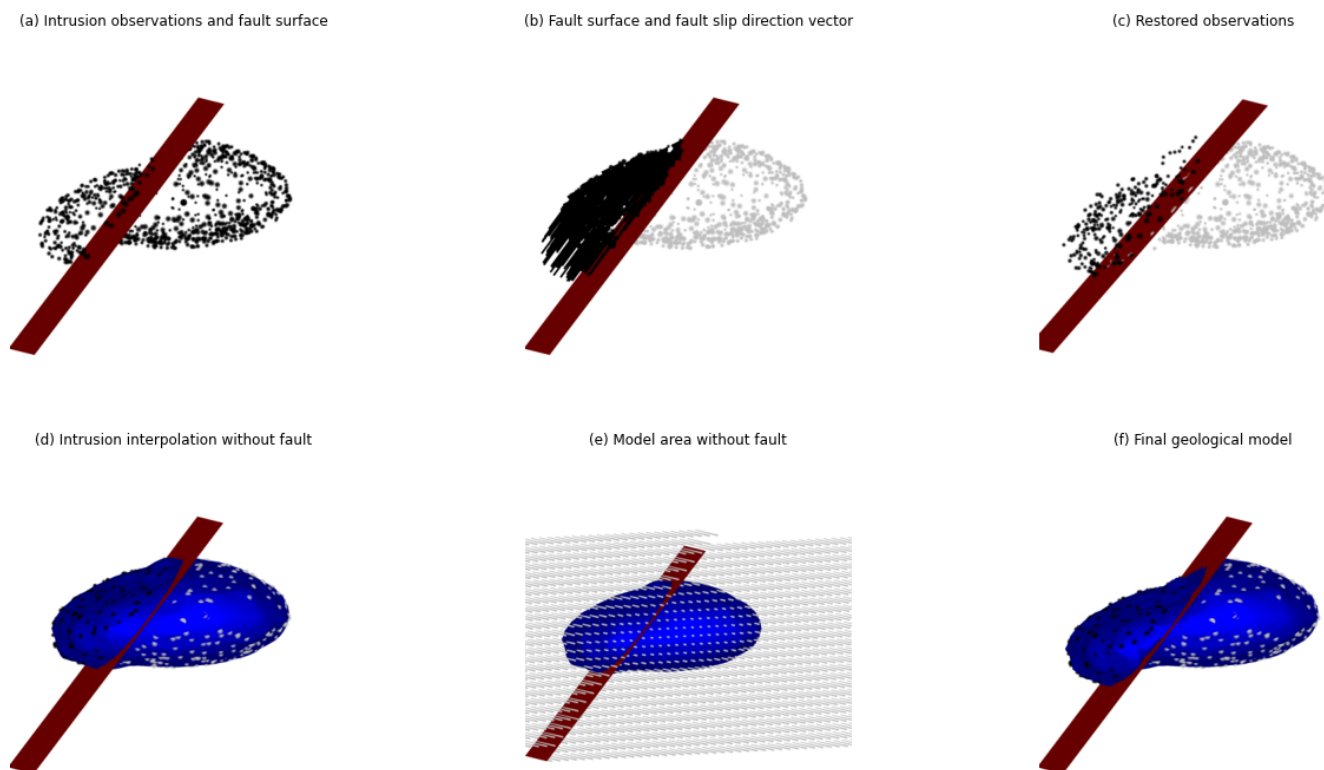 (a) Intrusion observations and fault surface
(b) Fault surface and fault slip direction vector
(c) Restored observations
(d) Intrusion interpolation without fault
(e) Model area without fault
(f) Final geological model